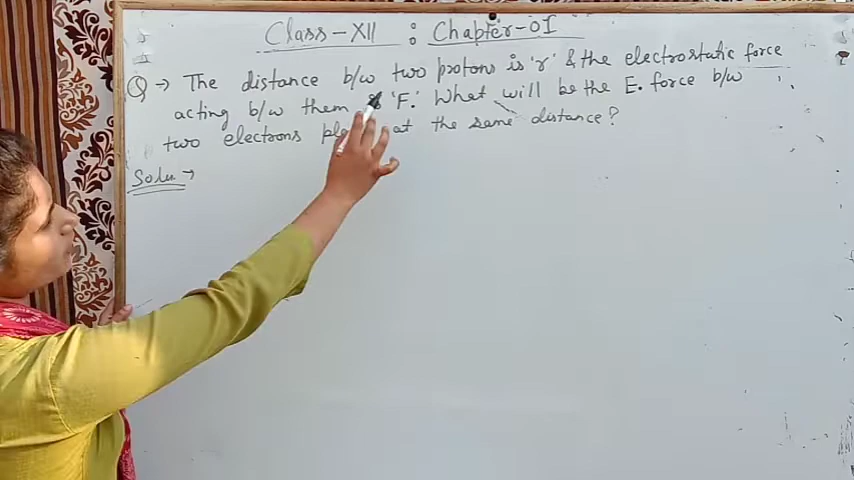 Class-XII : Chapter-01
Q → The distance b/w two protons is 'r' & the electrostatic force
acting b/w them 'F.' What will be the E. force b/w
two electrons at the same distance?
Solu →